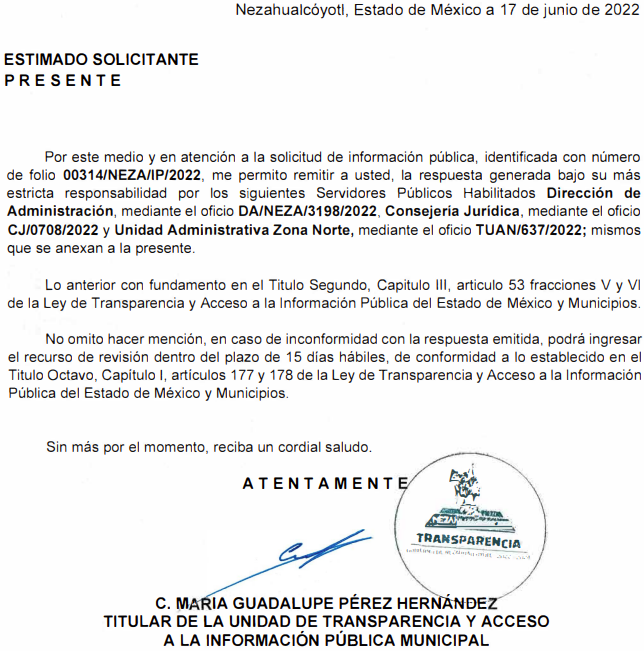 Nezahualcóyotl, Estado de México a 17 de junio de 2022
ESTIMADO SOLICITANTE
P R E S E N T E
Por este medio y en atención a la solicitud de información pública, identificada con número
de folio 00314/NEZA/IP/2022, me permito remitir a usted, la respuesta generada bajo su más
estricta responsabilidad por los siguientes Servidores Públicos Habilitados Dirección de
Administración, mediante el oficio DA/NEZA/3198/2022, Consejería Jurídica, mediante el oficio
CJ/0708/2022 y Unidad Administrativa Zona Norte, mediante el oficio TUAN/637/2022; mismos
que se anexan a la presente.
Lo anterior con fundamento en el Titulo Segundo, Capitulo III, articulo 53 fracciones V y VI
de la Ley de Transparencia y Acceso a la Información Pública del Estado de México y Municipios.
No omito hacer mención, en caso de inconformidad con la respuesta emitida, podrá ingresar
el recurso de revisión dentro del plazo de 15 días hábiles, de conformidad a lo establecido en el
Titulo Octavo, Capítulo I, artículos 177 y 178 de la Ley de Transparencia y Acceso a la Información
Pública del Estado de México y Municipios.
Sin más por el momento, reciba un cordial saludo.
A T E N T A M E N T E
TRANSPARENCIA
C. MARIA GUADALUPE PÉREZ HERNÁNDEZ
TITULAR DE LA UNIDAD DE TRANSPARENCIA Y ACCESO
A LA INFORMACIÓN PÚBLICA MUNICIPAL